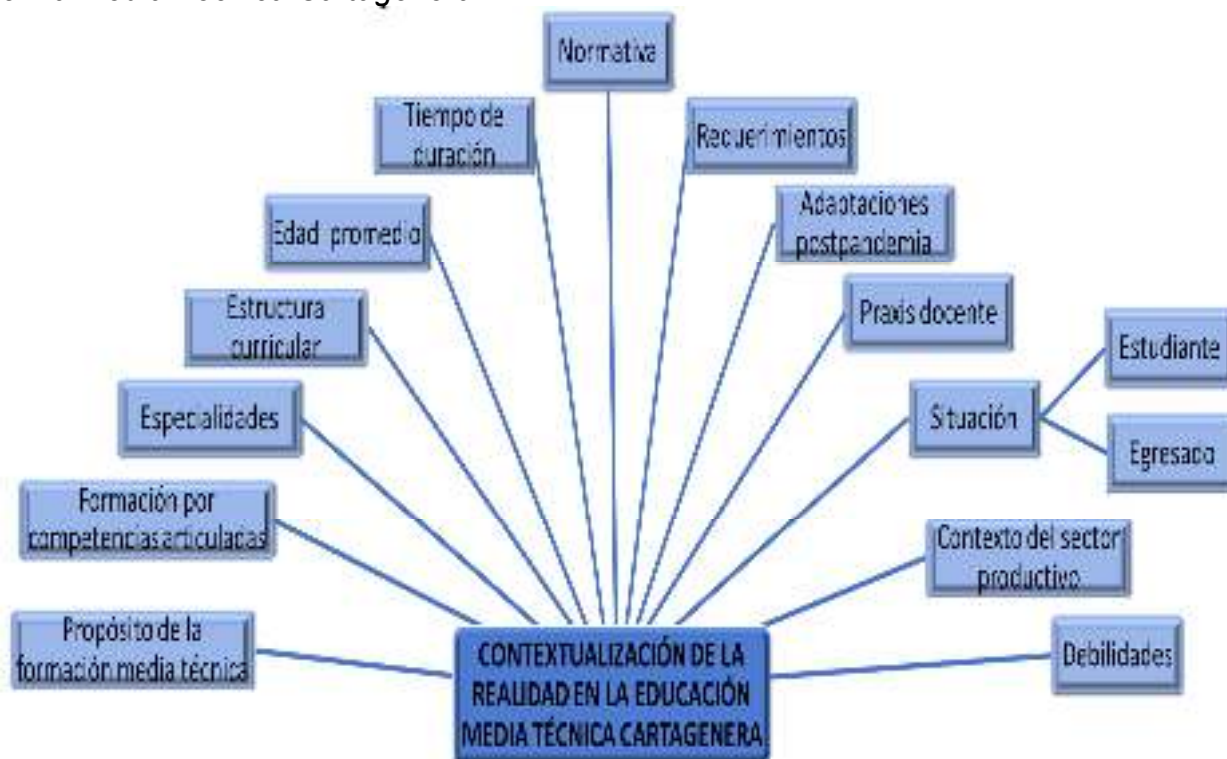 Normativa
Tiempo de
duración
Requerimientos
Edad promedio
Adaptaciones
postpandemia
Estructura
curricular
Praxis docente
Especialidades
Situación
Estudiante
Egresado
Formación por
competencias articuladas
Contexto del sector
productivo
Propósito de la
formación media técnica
Debilidades
CONTEXTUALIZACIÓN DE LA
REALIDAD EN LA EDUCACIÓN
MEDIA TÉCNICA CARTAGENERA